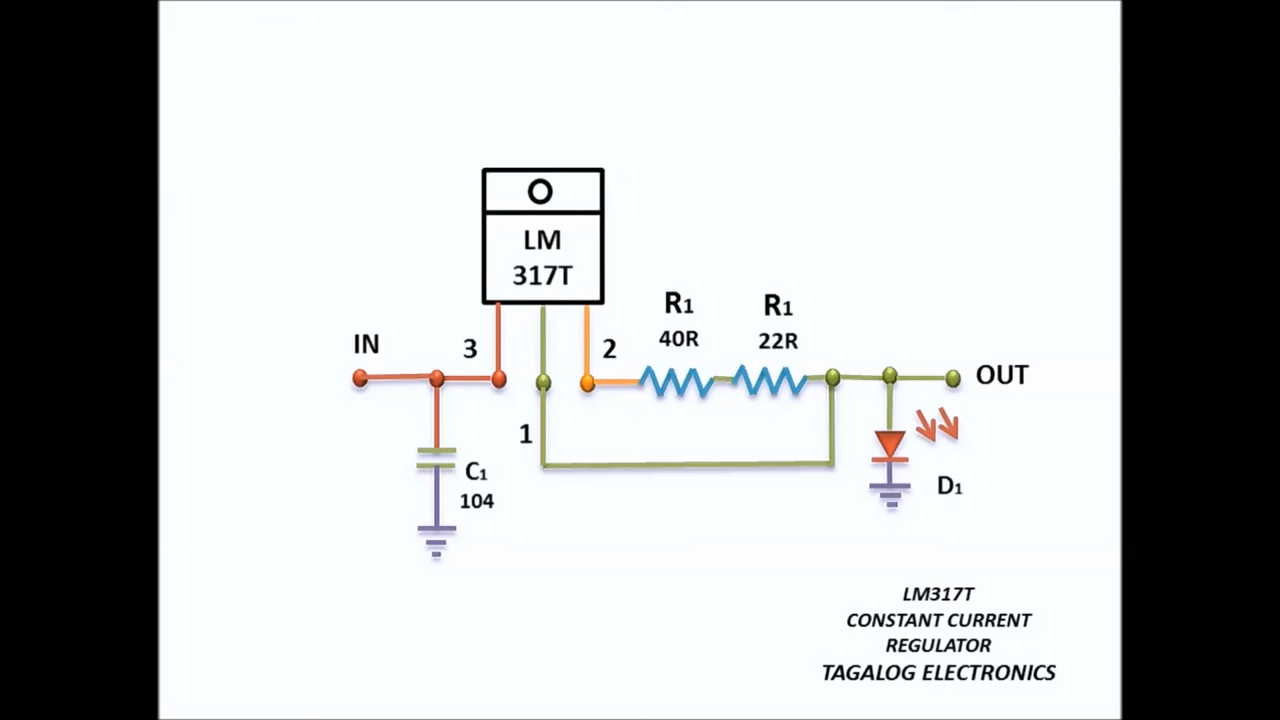 LM
317T
R1
40R
R1
22R
IN
3
2
OUT
1
C1
104
D1
LM317T
CONSTANT CURRENT
REGULATOR
TAGALOG ELECTRONICS